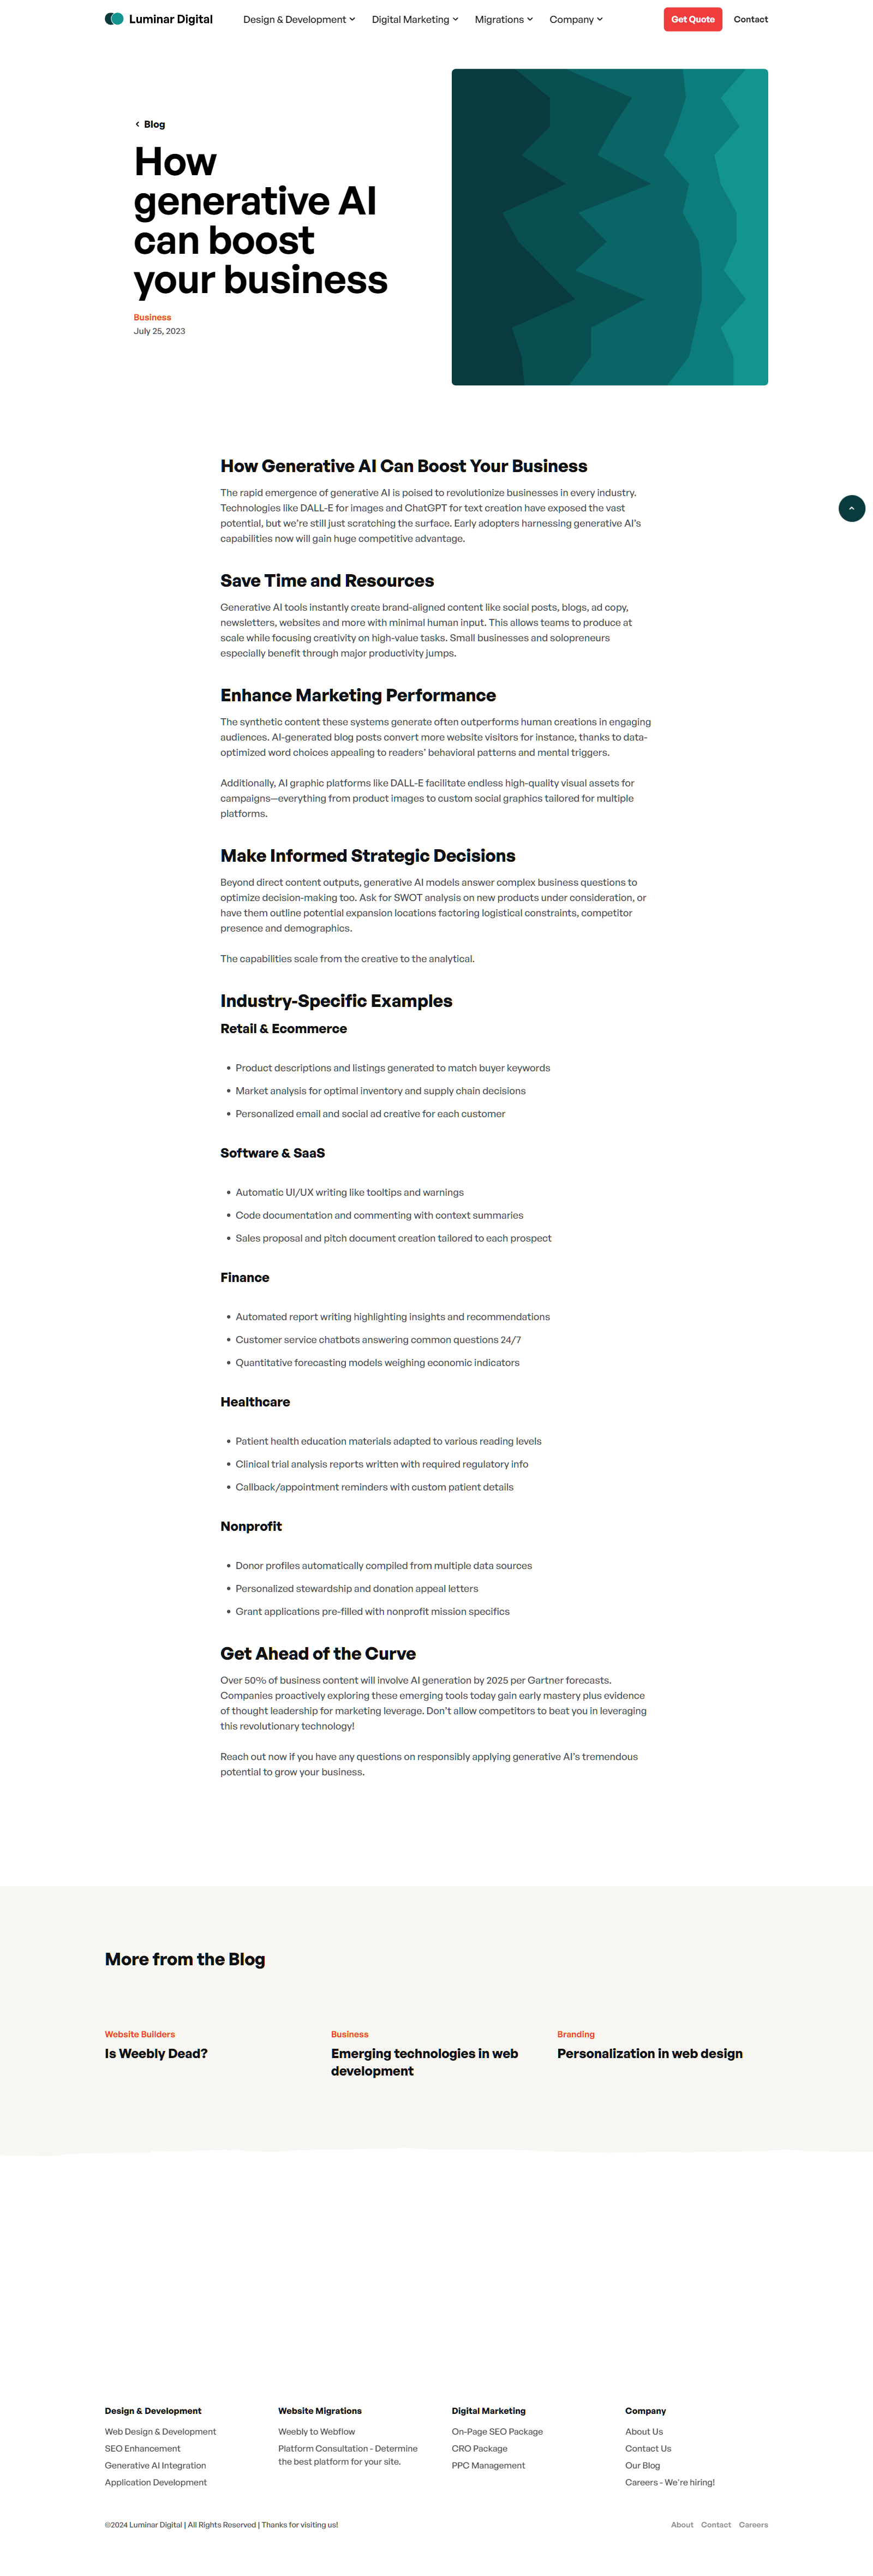 Luminar Digital
Design & Development
Digital Marketing
Migrations
Company
Get Quote
Contact
Blog
How
generative AI
can boost
your business
Business
July 25, 2023
How Generative AI Can Boost Your Business
The rapid emergence of generative AI is poised to revolutionize businesses in every industry.
Technologies like DALL-E for images and ChatGPT for text creation have exposed the vast
potential, but we’re still just scratching the surface. Early adopters harnessing generative AI’s
capabilities now will gain huge competitive advantage.
Save Time and Resources
Generative AI tools instantly create brand-aligned content like social posts, blogs, ad copy,
newsletters, websites and more with minimal human input. This allows teams to produce at
scale while focusing creativity on high-value tasks. Small businesses and solopreneurs
especially benefit through major productivity jumps.
Enhance Marketing Performance
The synthetic content these systems generate often outperforms human creations in engaging
audiences. AI-generated blog posts convert more website visitors for instance, thanks to data-
optimized word choices appealing to readers’ behavioral patterns and mental triggers.
Additionally, AI graphic platforms like DALL-E facilitate endless high-quality visual assets for
campaigns—everything from product images to custom social graphics tailored for multiple
platforms.
Make Informed Strategic Decisions
Beyond direct content outputs, generative AI models answer complex business questions to
optimize decision-making too. Ask for SWOT analysis on new products under consideration, or
have them outline potential expansion locations factoring logistical constraints, competitor
presence and demographics.
The capabilities scale from the creative to the analytical.
Industry-Specific Examples
Retail & Ecommerce
• Product descriptions and listings generated to match buyer keywords
• Market analysis for optimal inventory and supply chain decisions
• Personalized email and social ad creative for each customer
Software & SaaS
• Automatic UI/UX writing like tooltips and warnings
• Code documentation and commenting with context summaries
• Sales proposal and pitch document creation tailored to each prospect
Finance
• Automated report writing highlighting insights and recommendations
• Customer service chatbots answering common questions 24/7
• Quantitative forecasting models weighing economic indicators
Healthcare
• Patient health education materials adapted to various reading levels
• Clinical trial analysis reports written with required regulatory info
• Callback/appointment reminders with custom patient details
Nonprofit
• Donor profiles automatically compiled from multiple data sources
• Personalized stewardship and donation appeal letters
• Grant applications pre-filled with nonprofit mission specifics
Get Ahead of the Curve
Over 50% of business content will involve AI generation by 2025 per Gartner forecasts.
Companies proactively exploring these emerging tools today gain early mastery plus evidence
of thought leadership for marketing leverage. Don’t allow competitors to beat you in leveraging
this revolutionary technology!
Reach out now if you have any questions on responsibly applying generative AI’s tremendous
potential to grow your business.
More from the Blog
Website Builders
Is Weebly Dead?
Business
Emerging technologies in web
development
Branding
Personalization in web design
Design & Development
Web Design & Development
SEO Enhancement
Generative AI Integration
Application Development
Website Migrations
Weebly to Webflow
Platform Consultation - Determine
the best platform for your site.
Digital Marketing
On-Page SEO Package
CRO Package
PPC Management
Company
About Us
Contact Us
Our Blog
Careers - We're hiring!
©2024 Luminar Digital | All Rights Reserved | Thanks for visiting us!
About
Contact
Careers